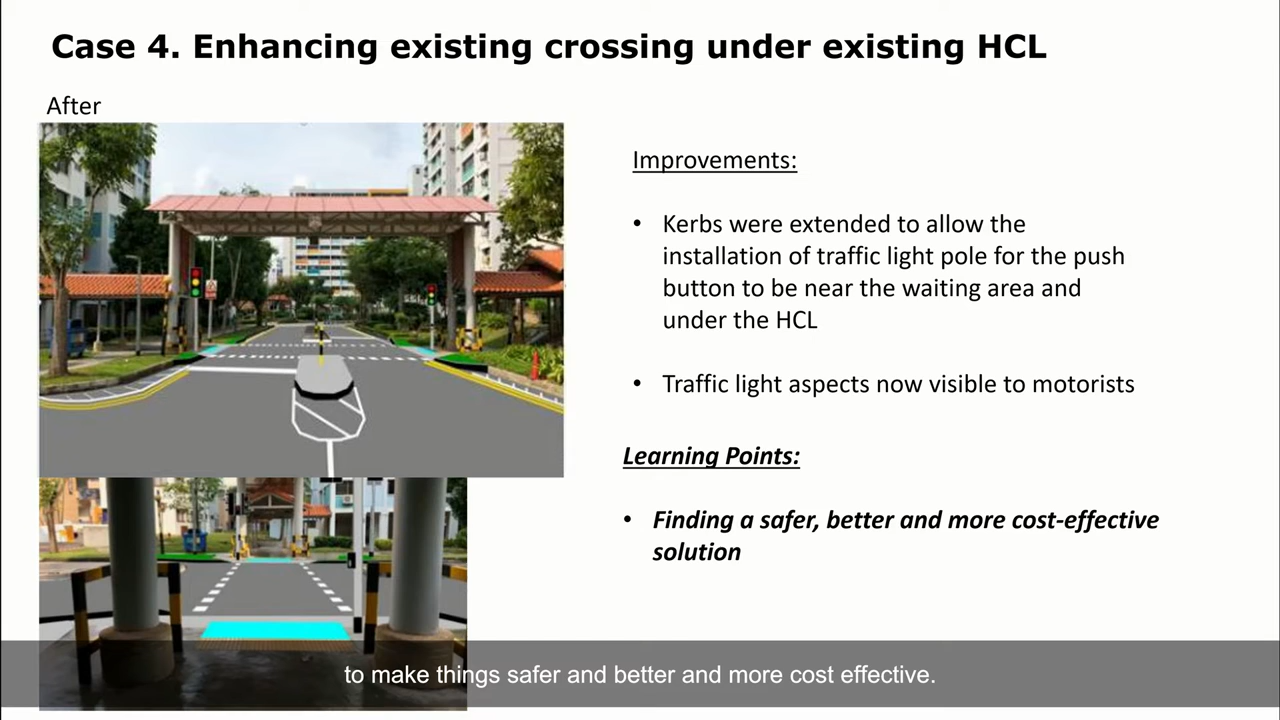 Case 4. Enhancing existing crossing under existing HCL
After
Improvements:
• Kerbs were extended to allow the
installation of traffic light pole for the push
button to be near the waiting area and
under the HCL
• Traffic light aspects now visible to motorists
Learning Points:
• Finding a safer, better and more cost-effective
solution
to make things safer and better and more cost effective.